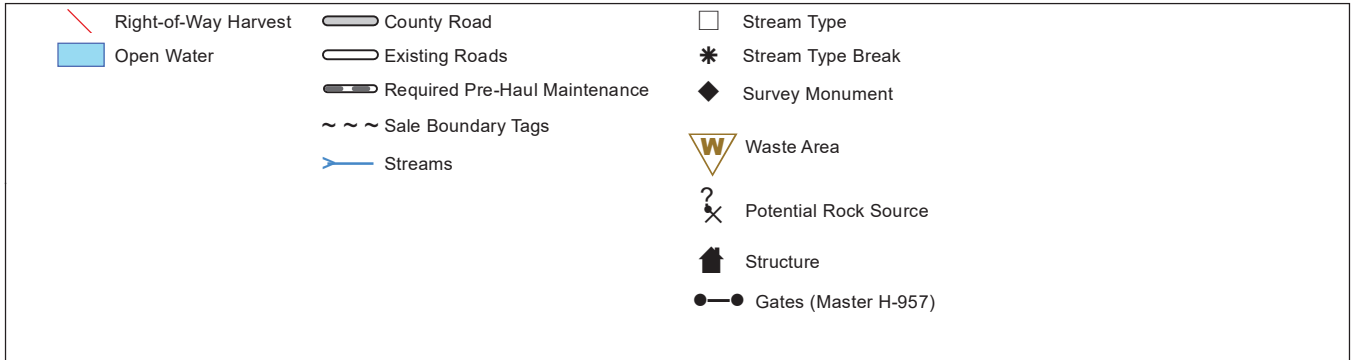 Right-of-Way Harvest
Open Water
County Road
Existing Roads
Required Pre-Haul Maintenance
Sale Boundary Tags
Streams
Stream Type
Stream Type Break
Survey Monument
W Waste Area
? Potential Rock Source
Structure
Gates (Master H-957)